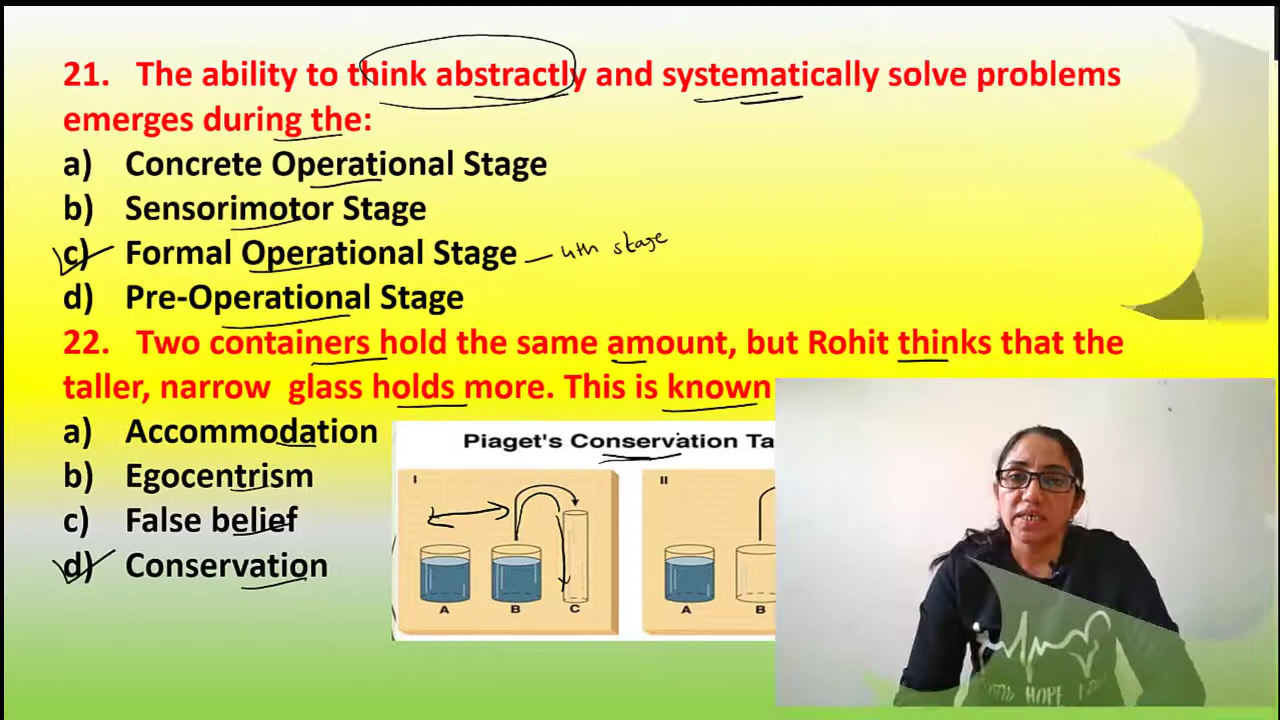 21. The ability to think abstractly and systematically solve problems
emerges during the:
a) Concrete Operational Stage
b) Sensorimotor Stage
c) Formal Operational Stage – 4th stage
d) Pre-Operational Stage
22. Two containers hold the same amount, but Rohit thinks that the
taller, narrow glass holds more. This is known
a) Accommodation
b) Egocentrism
c) False belief
d) Conservation
Piaget's Conservation Ta
I II
A B C A B
HOPE